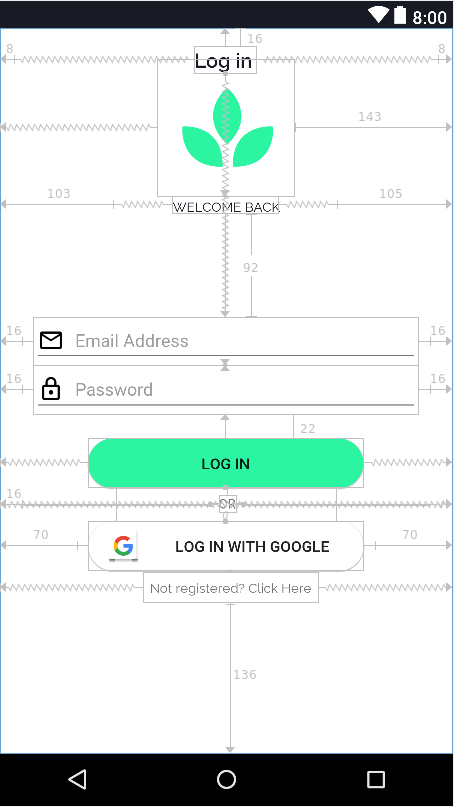 8:00
16
8
8
Log in
143
103
105
WELCOME BACK
92
16
16
Email Address
16
16
Password
22
LOG IN
16
OR
70
70
LOG IN WITH GOOGLE
Not registered? Click Here
136